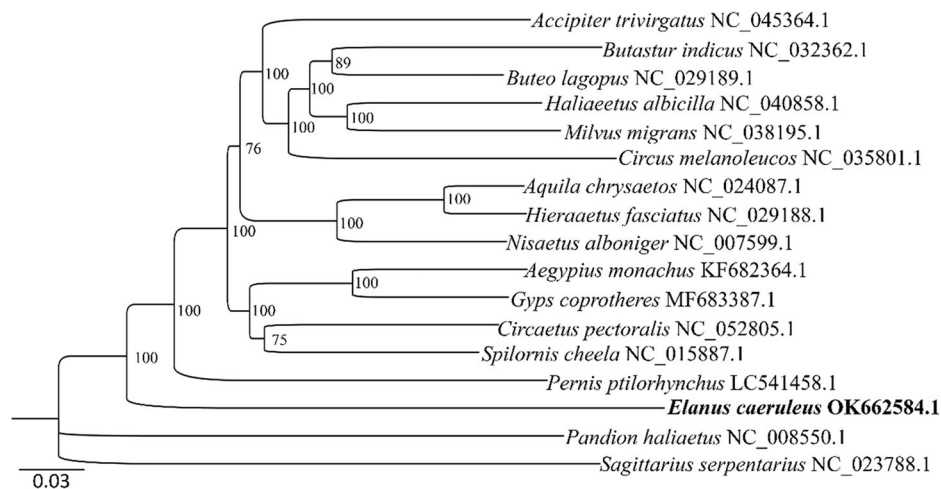 Accipiter trivirgatus NC_045364.1
Butastur indicus NC_032362.1
89
Buteo lagopus NC_029189.1
100
100
Haliaeetus albicilla NC_040858.1
100
100
Milvus migrans NC_038195.1
76
Circus melanoleucos NC_035801.1
Aquila chrysaetos NC_024087.1
100
Hieraaetus fasciatus NC_029188.1
100
100
Nisaetus alboniger NC_007599.1
Aegypius monachus KF682364.1
100
Gyps coprotheres MF683387.1
100
100
Circaetus pectoralis NC_052805.1
75
Spilornis cheela NC_015887.1
100
Pernis ptilorhynchus LC541458.1
Elanus caeruleus OK662584.1
Pandion haliaetus NC_008550.1
Sagittarius serpentarius NC_023788.1
0.03